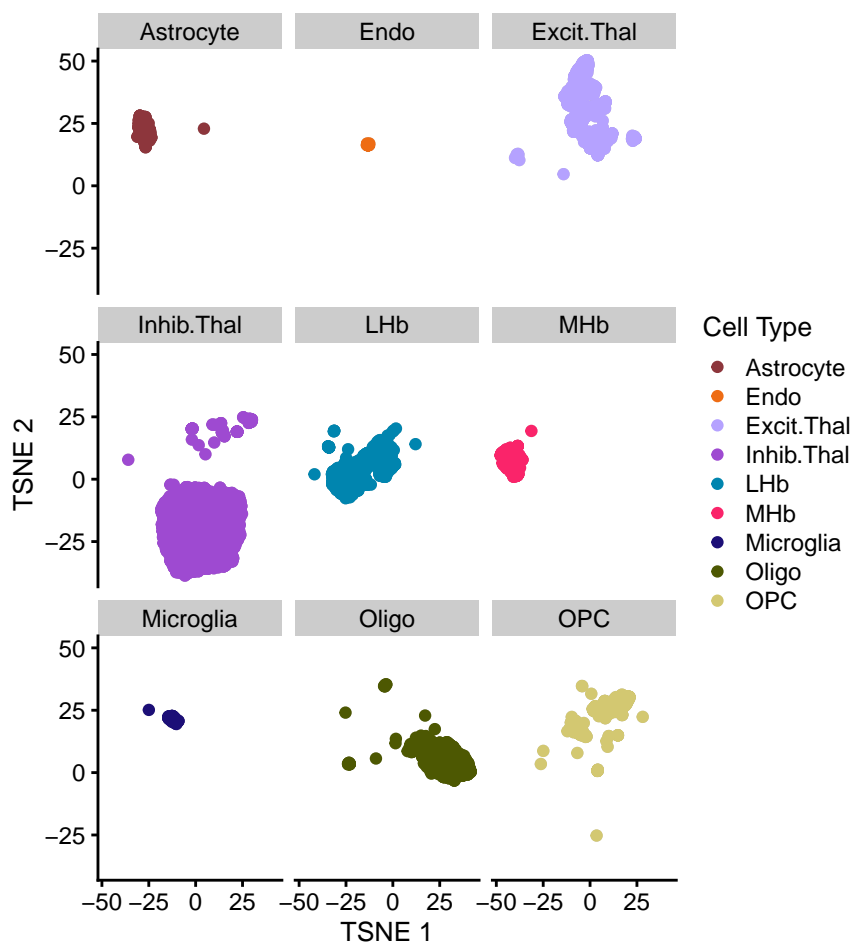 Astrocyte Endo Excit.Thal
50
25
0
−25
Inhib.Thal LHb MHb
50
25
0
−25
Microglia Oligo OPC
50
25
0
−25
−50 −25 0 25 −50 −25 0 25 −50 −25 0 25
TSNE 1
TSNE 2
Cell Type
Astrocyte
Endo
Excit.Thal
Inhib.Thal
LHb
MHb
Microglia
Oligo
OPC